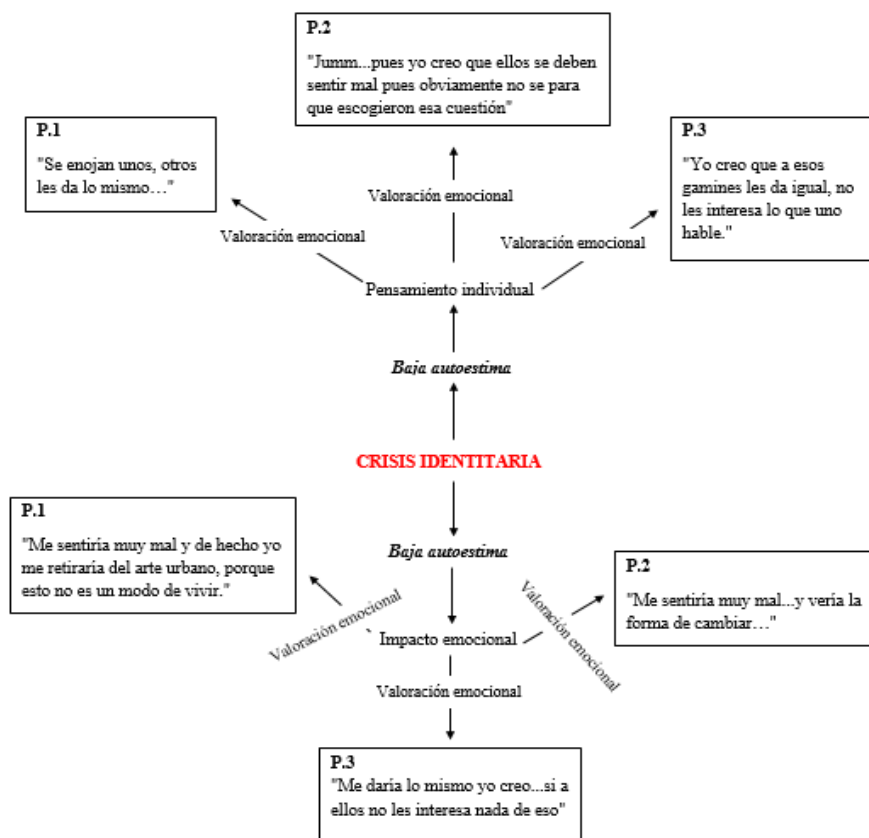 P.2
"Jumm...pues yo creo que ellos se deben
sentir mal pues obviamente no se para
que escogieron esa cuestión"
P.1
"Se enojan unos, otros
les da lo mismo…"
P.3
"Yo creo que a esos
gamines les da igual, no
les interesa lo que uno
hable."
Valoración emocional
Valoración emocional
Valoración emocional
Pensamiento individual
Baja autoestima
CRISIS IDENTITARIA
P.1
"Me sentiría muy mal y de hecho yo
me retiraría del arte urbano, porque
esto no es un modo de vivir."
Baja autoestima
P.2
"Me sentiría muy mal...y vería la
forma de cambiar…"
Valoración emocional
Valoración emocional
Impacto emocional
Valoración emocional
P.3
"Me daría lo mismo yo creo...si a
ellos no les interesa nada de eso"